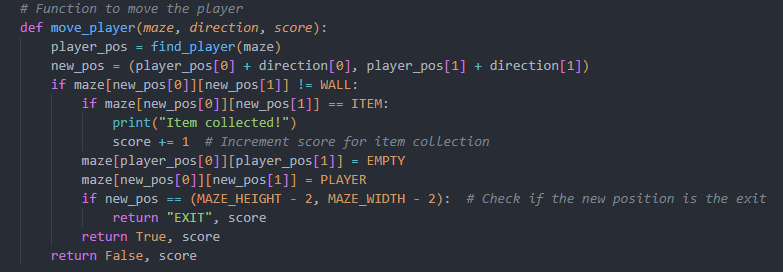 # Function to move the player
def move_player(maze, direction, score):
    player_pos = find_player(maze)
    new_pos = (player_pos[0] + direction[0], player_pos[1] + direction[1])
    if maze[new_pos[0]][new_pos[1]] != WALL:
        if maze[new_pos[0]][new_pos[1]] == ITEM:
            print("Item collected!")
            score += 1  # Increment score for item collection
        maze[player_pos[0]][player_pos[1]] = EMPTY
        maze[new_pos[0]][new_pos[1]] = PLAYER
        if new_pos == (MAZE_HEIGHT - 2, MAZE_WIDTH - 2):  # Check if the new position is the exit
            return "EXIT", score
        return True, score
    return False, score